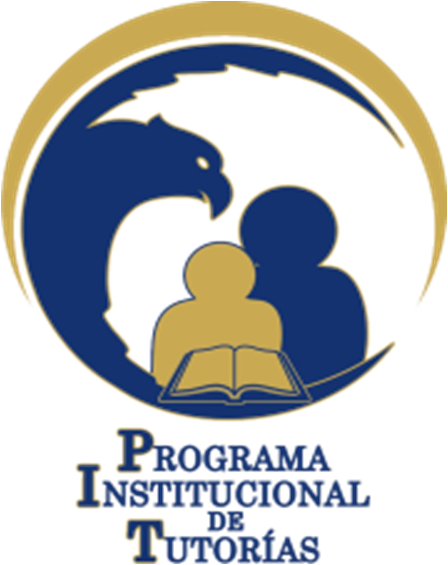 PROGRAMA
INSTITUCIONAL
DE
TUTORÍAS